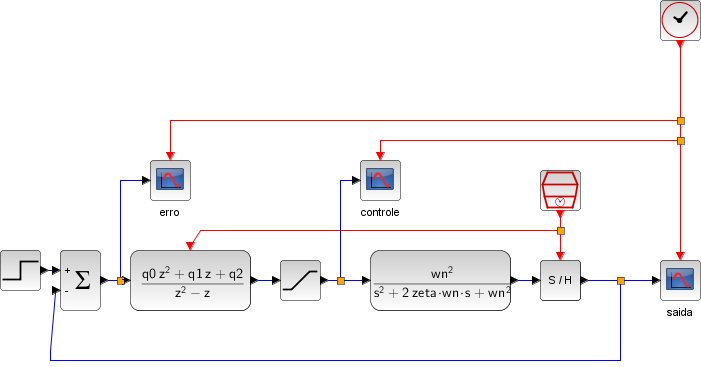 erro
controle
+
-
Σ
q0 z² + q1 z + q2
z² − z
wn²
s² + 2 zeta·wn·s + wn²
S / H
saida